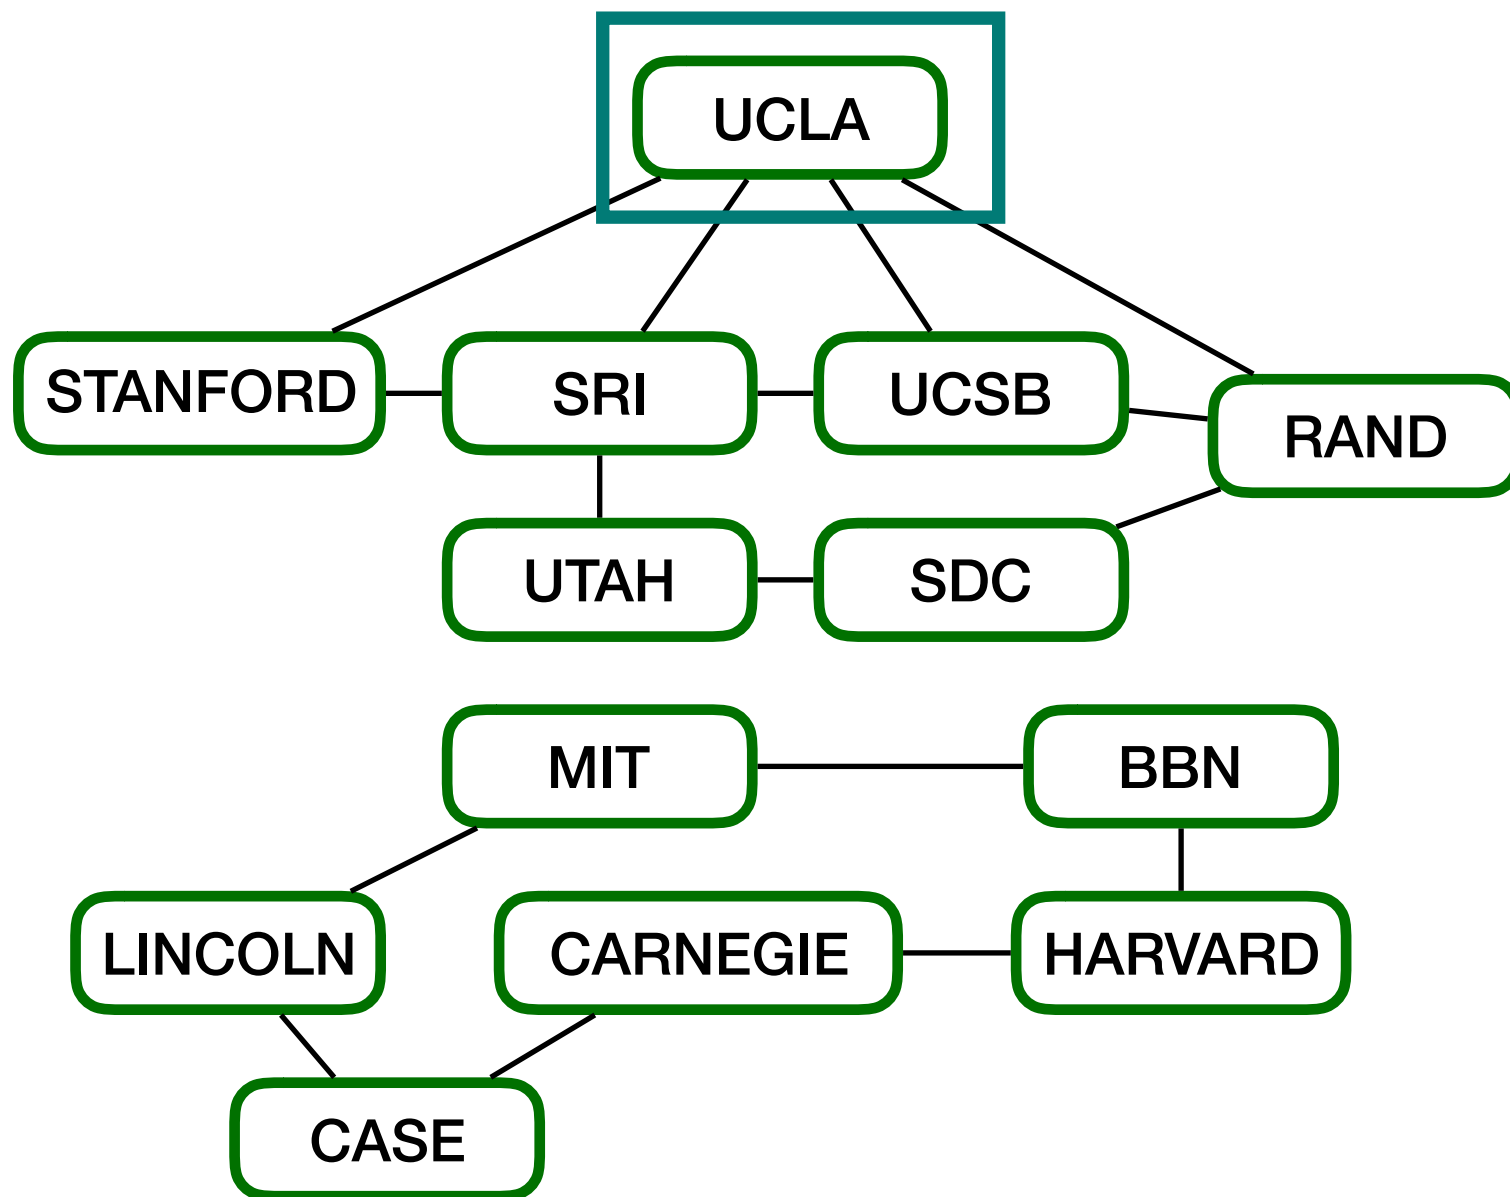 UCLA
STANFORD
SRI
UCSB
RAND
UTAH
SDC
MIT
BBN
LINCOLN
CARNEGIE
HARVARD
CASE